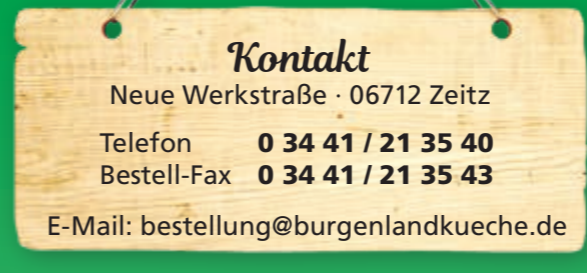 Kontakt
Neue Werkstraße · 06712 Zeitz
Telefon 0 34 41 / 21 35 40
Bestell-Fax 0 34 41 / 21 35 43
E-Mail: bestellung@burgenlandkueche.de